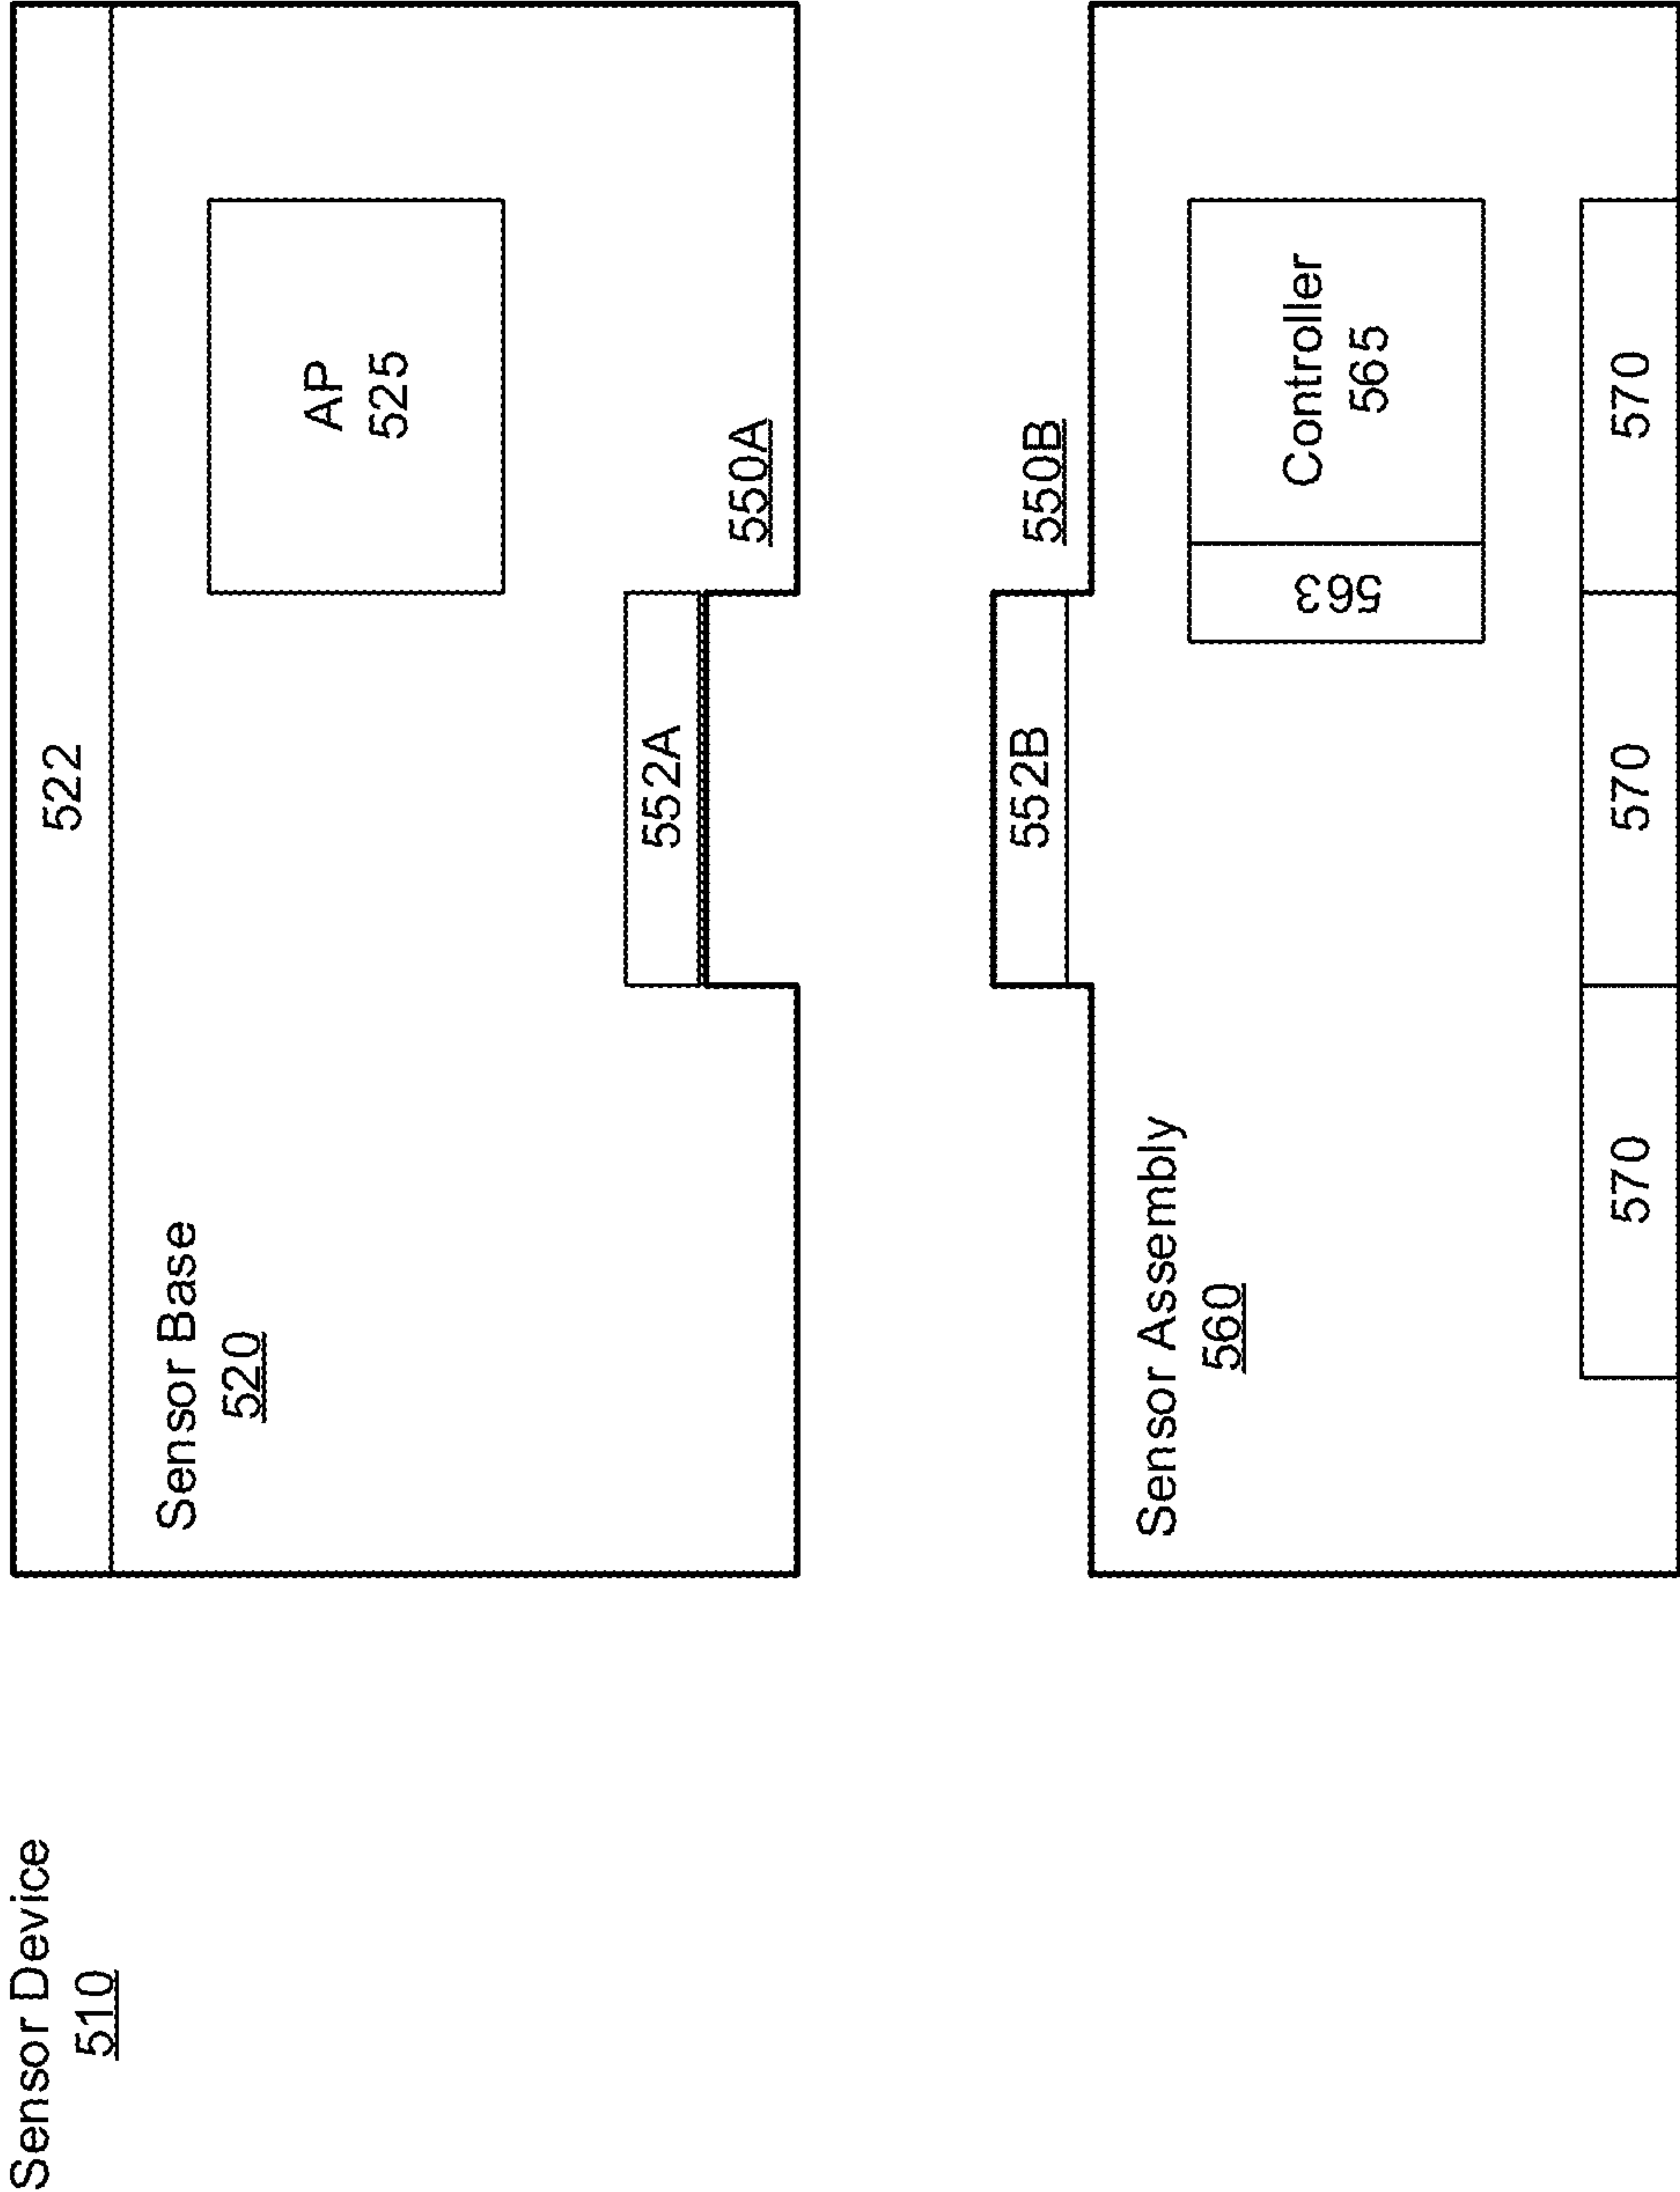 Sensor Device
510
522
Sensor Base
520
AP
525
552A
550A
550B
552B
Sensor Assembly
560
563
Controller
565
570
570
570